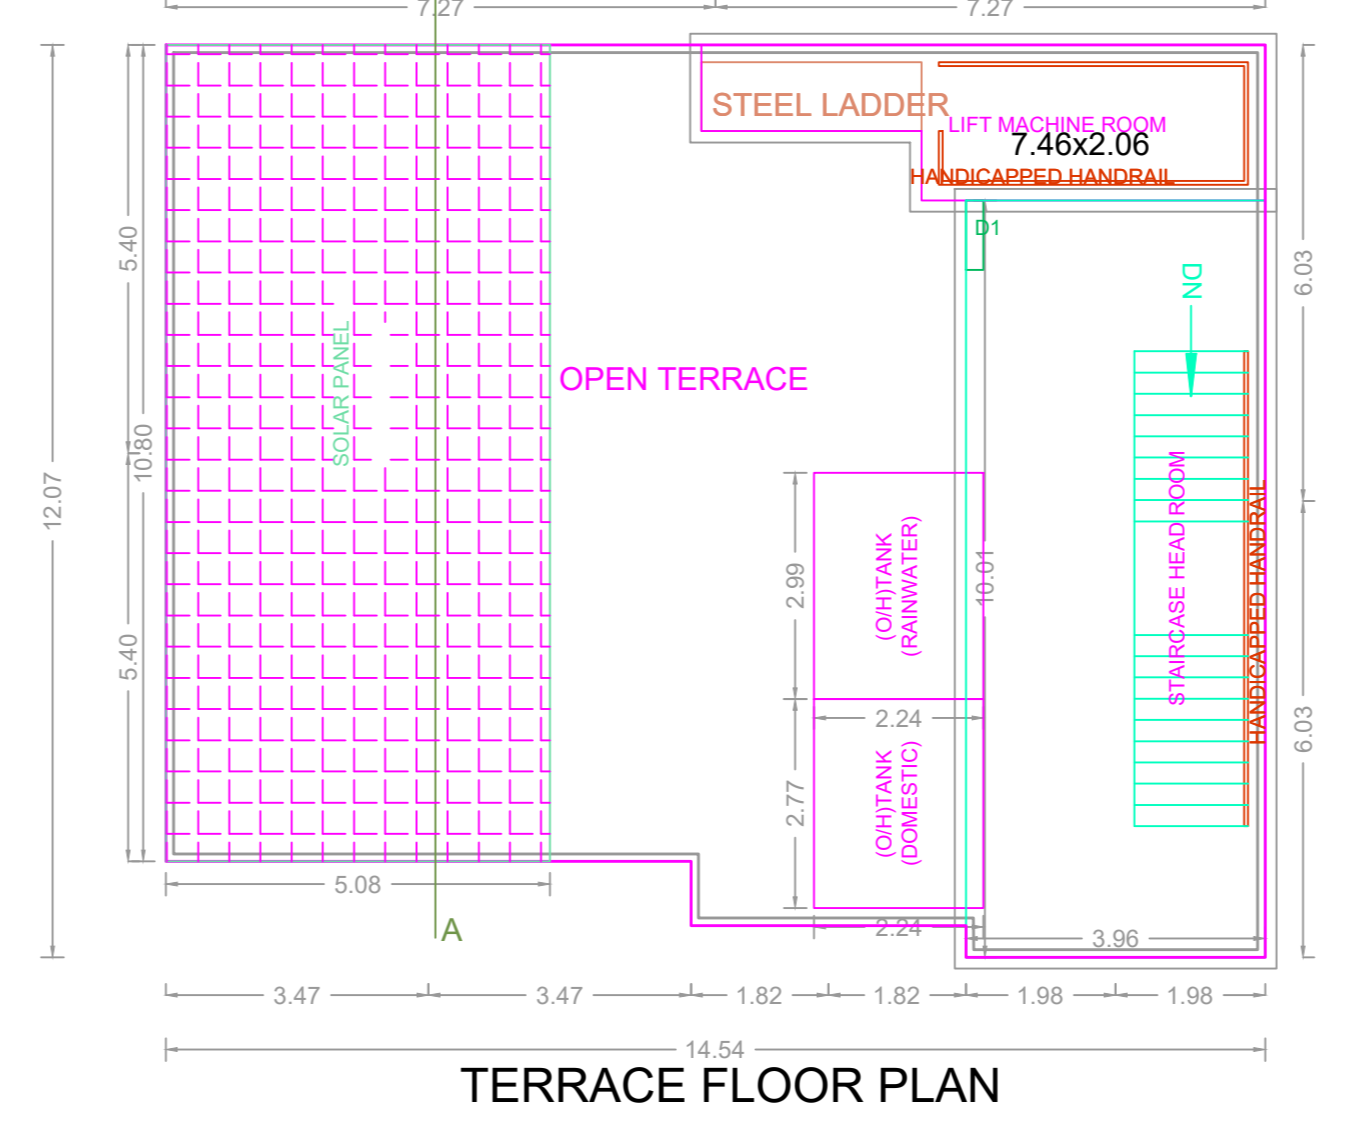 7.27
7.27
STEEL LADDER
LIFT MACHINE ROOM
7.46x2.06
HANDICAPPED HANDRAIL
D1
DN
5.40
6.03
SOLAR PANEL
OPEN TERRACE
10.80
12.07
STAIRCASE HEAD ROOM
HANDICAPPED HANDRAIL
(O/H)TANK
(RAINWATER)
2.99
10.01
5.40
2.24
6.03
(O/H)TANK
(DOMESTIC)
2.77
5.08
A
2.24
3.96
3.47
3.47
1.82
1.82
1.98
1.98
14.54
TERRACE FLOOR PLAN